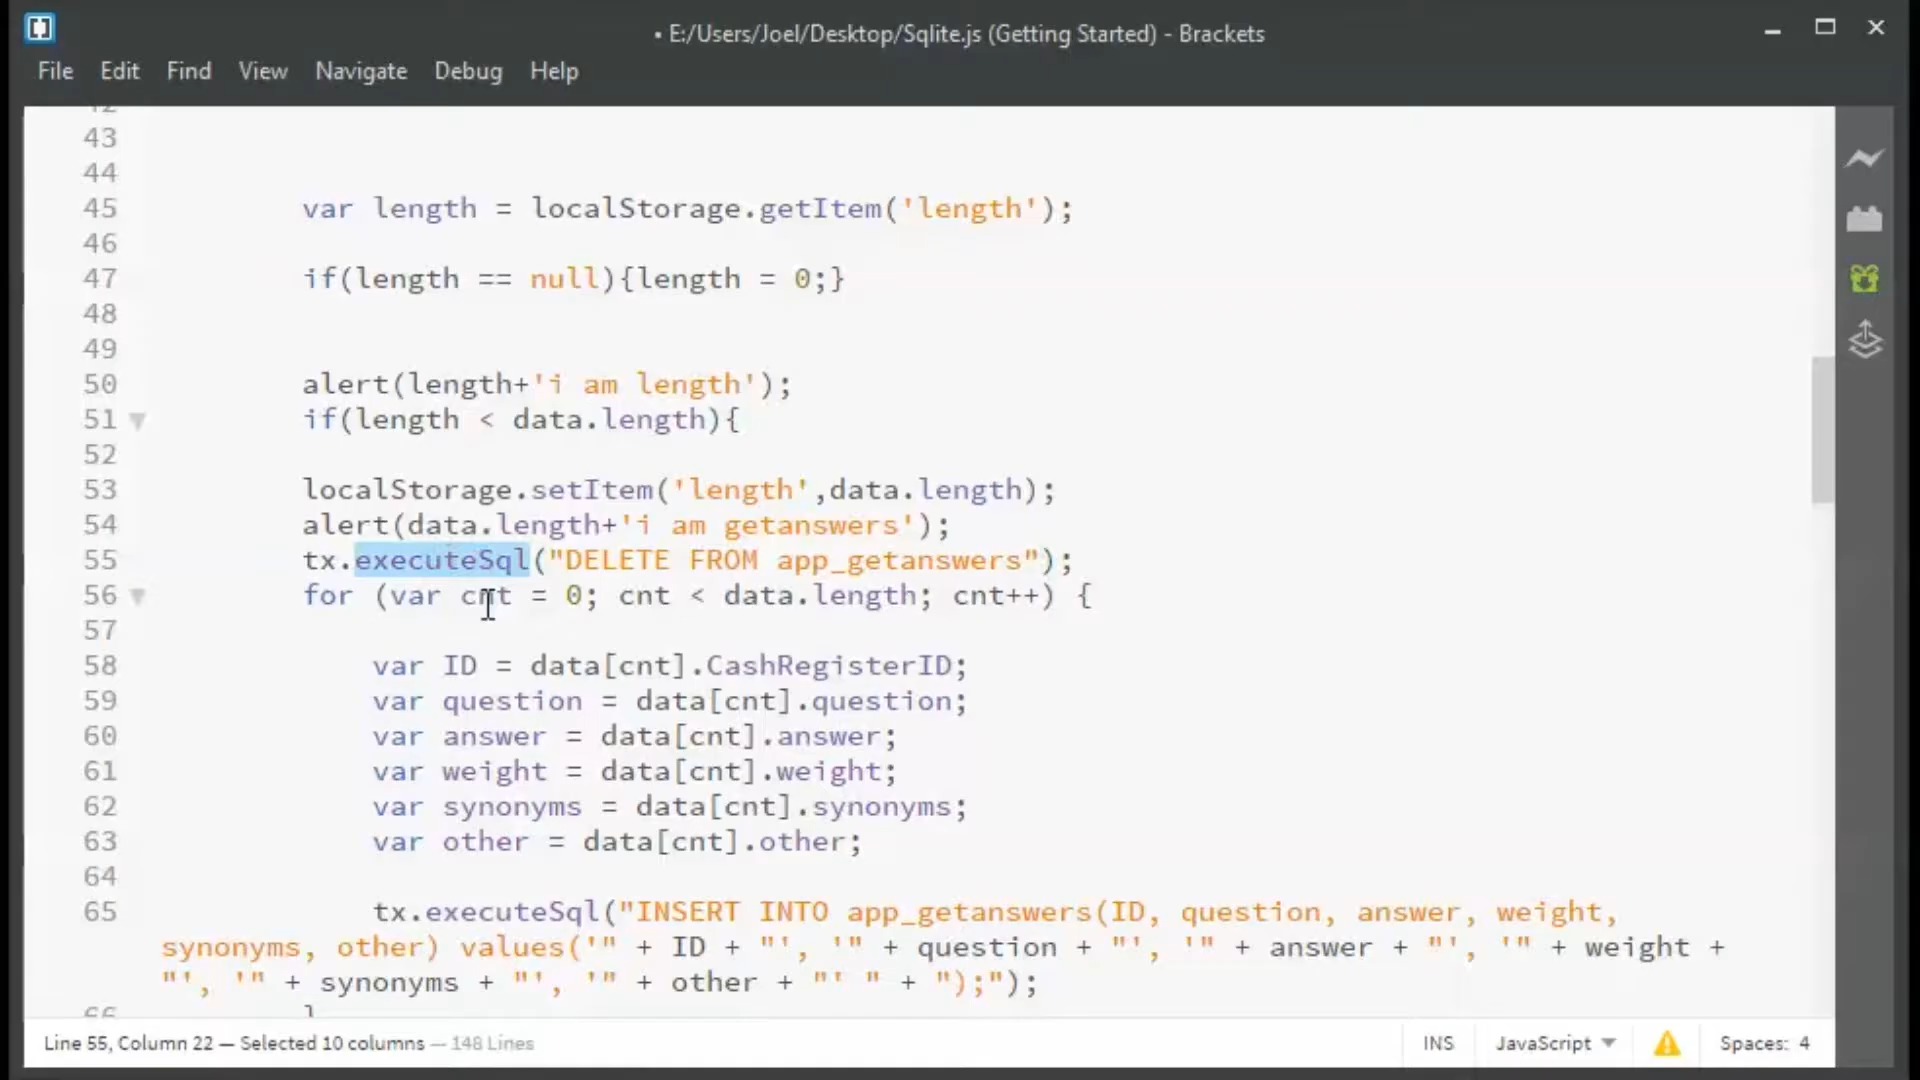 • E:/Users/Joel/Desktop/Sqlite.js (Getting Started) - Brackets
File Edit Find View Navigate Debug Help
42
43
44
45 var length = localStorage.getItem('length');
46
47 if(length == null){length = 0;}
48
49
50 alert(length+'i am length');
51 if(length < data.length){
52
53 localStorage.setItem('length',data.length);
54 alert(data.length+'i am getanswers');
55 tx.executeSql("DELETE FROM app_getanswers");
56 for (var cnt = 0; cnt < data.length; cnt++) {
57
58 var ID = data[cnt].CashRegisterID;
59 var question = data[cnt].question;
60 var answer = data[cnt].answer;
61 var weight = data[cnt].weight;
62 var synonyms = data[cnt].synonyms;
63 var other = data[cnt].other;
64
65 tx.executeSql("INSERT INTO app_getanswers(ID, question, answer, weight,
synonyms, other) values('" + ID + "', '" + question + "', '" + answer + "', '" + weight +
"', '" + synonyms + "', '" + other + "' " + ");");
66 }
Line 55, Column 22 — Selected 10 columns — 148 Lines INS JavaScript Spaces: 4